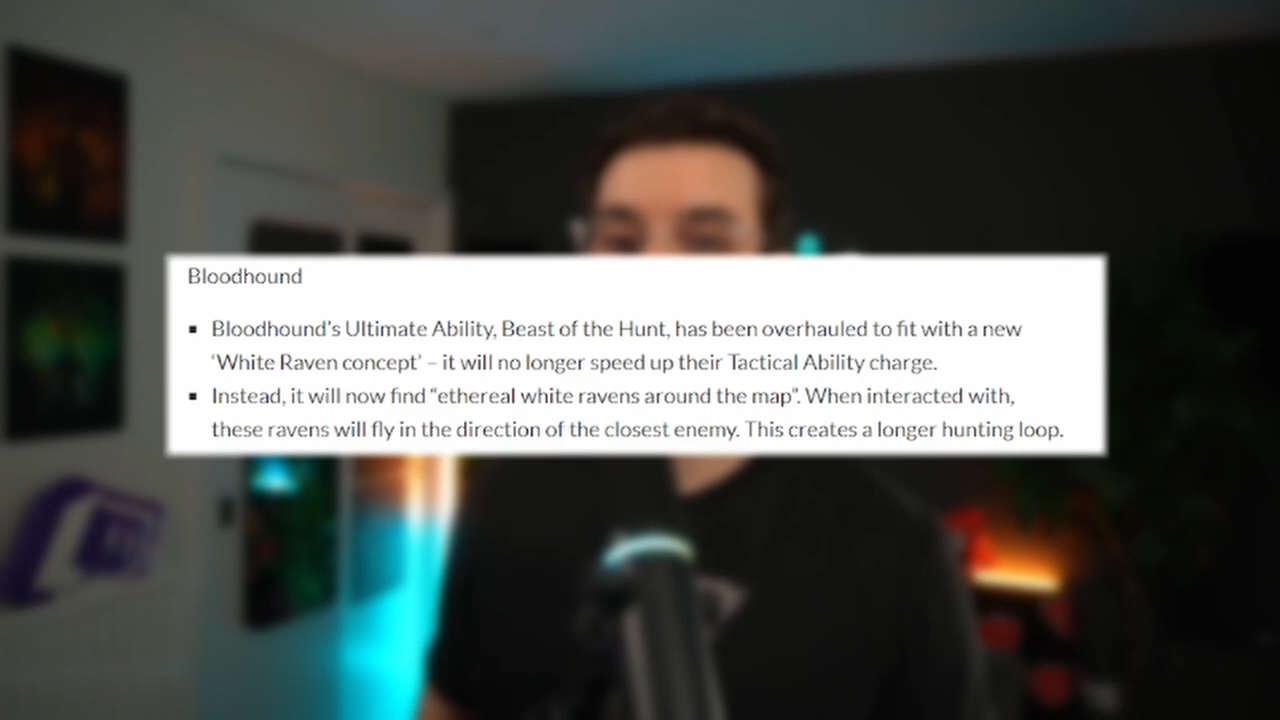 Bloodhound
▪ Bloodhound’s Ultimate Ability, Beast of the Hunt, has been overhauled to fit with a new
‘White Raven concept’ – it will no longer speed up their Tactical Ability charge.
▪ Instead, it will now find “ethereal white ravens around the map”. When interacted with,
these ravens will fly in the direction of the closest enemy. This creates a longer hunting loop.